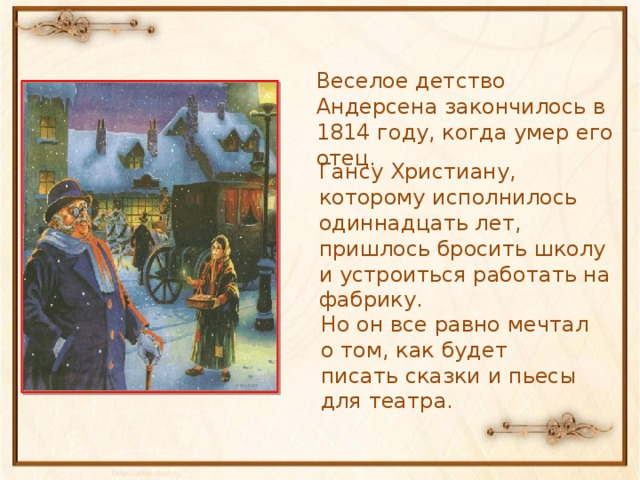 Веселое детство
Андерсена закончилось в
1814 году, когда умер его
отец.
Гансу Христиану,
которому исполнилось
одиннадцать лет,
пришлось бросить школу
и устроиться работать на
фабрику.
Но он все равно мечтал
о том, как будет
писать сказки и пьесы
для театра.